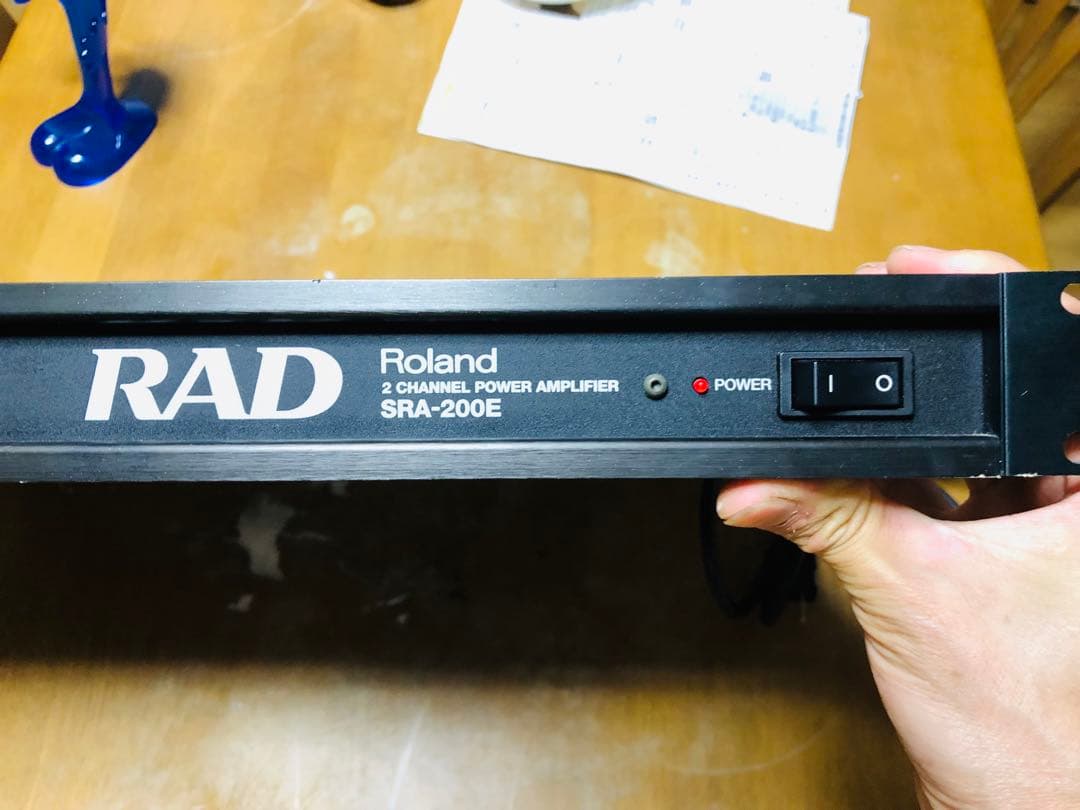 RAD
Roland
2 CHANNEL POWER AMPLIFIER
SRA-200E
POWER
I O